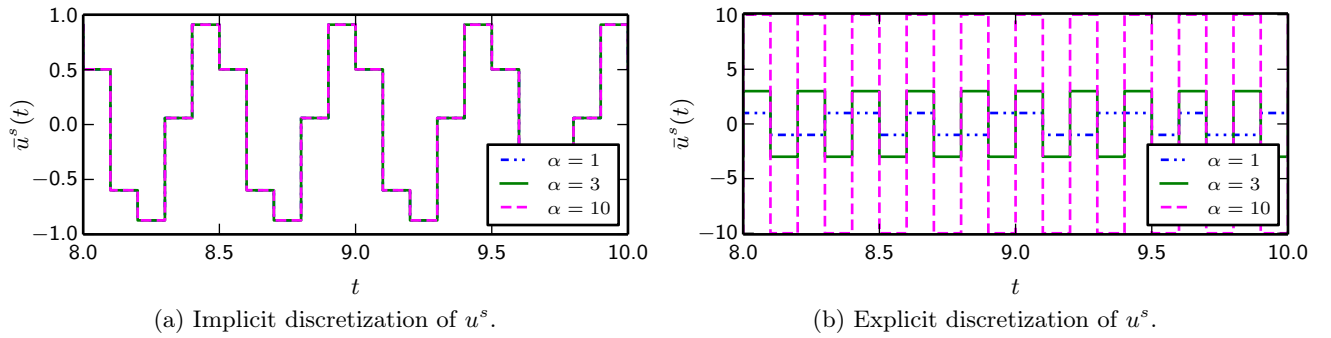 1.0
0.5
0.0
−0.5
−1.0
ū^s(t)
8.0 8.5 9.0 9.5 10.0
t
α = 1
α = 3
α = 10
(a) Implicit discretization of u^s.
10
5
0
−5
−10
ū^s(t)
8.0 8.5 9.0 9.5 10.0
t
α = 1
α = 3
α = 10
(b) Explicit discretization of u^s.